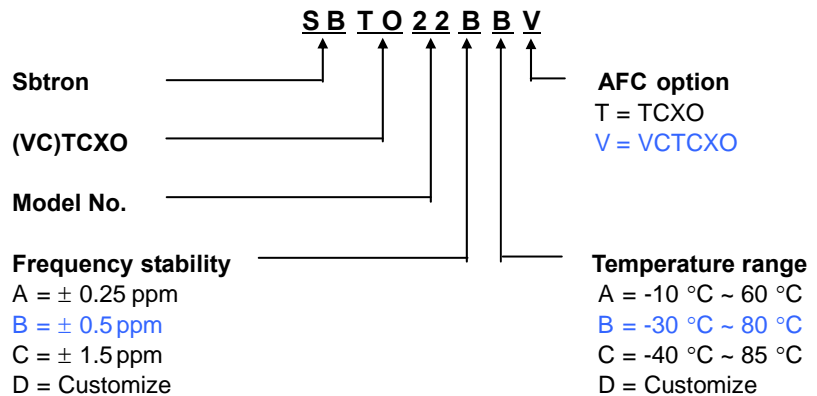 S B T O 2 2 B B V
Sbtron
(VC)TCXO
Model No.
AFC option
T = TCXO
V = VCTCXO
Frequency stability
A = ± 0.25 ppm
B = ± 0.5 ppm
C = ± 1.5 ppm
D = Customize
Temperature range
A = -10 °C ~ 60 °C
B = -30 °C ~ 80 °C
C = -40 °C ~ 85 °C
D = Customize